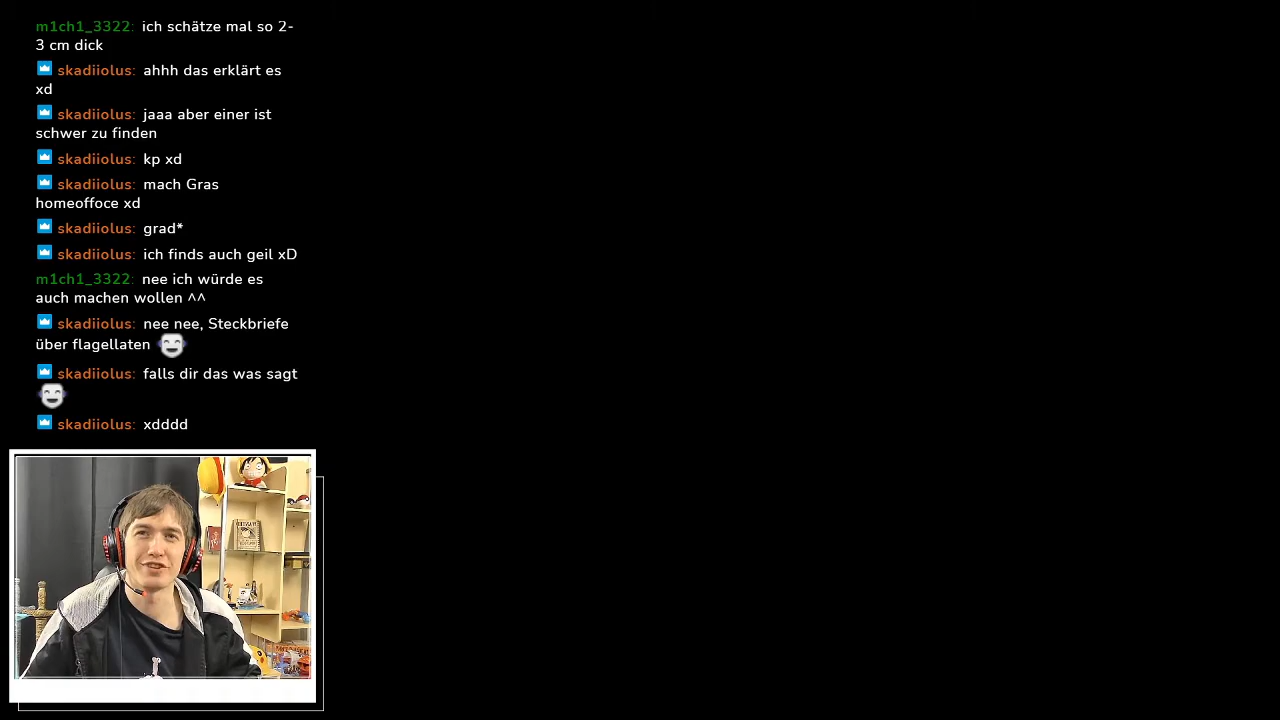 m1ch1_3322: ich schätze mal so 2-
3 cm dick
skadiiolus: ahhh das erklärt es
xd
skadiiolus: jaaa aber einer ist
schwer zu finden
skadiiolus: kp xd
skadiiolus: mach Gras
homeoffoce xd
skadiiolus: grad*
skadiiolus: ich finds auch geil xD
m1ch1_3322: nee ich würde es
auch machen wollen ^^
skadiiolus: nee nee, Steckbriefe
über flagellaten
skadiiolus: falls dir das was sagt
skadiiolus: xdddd